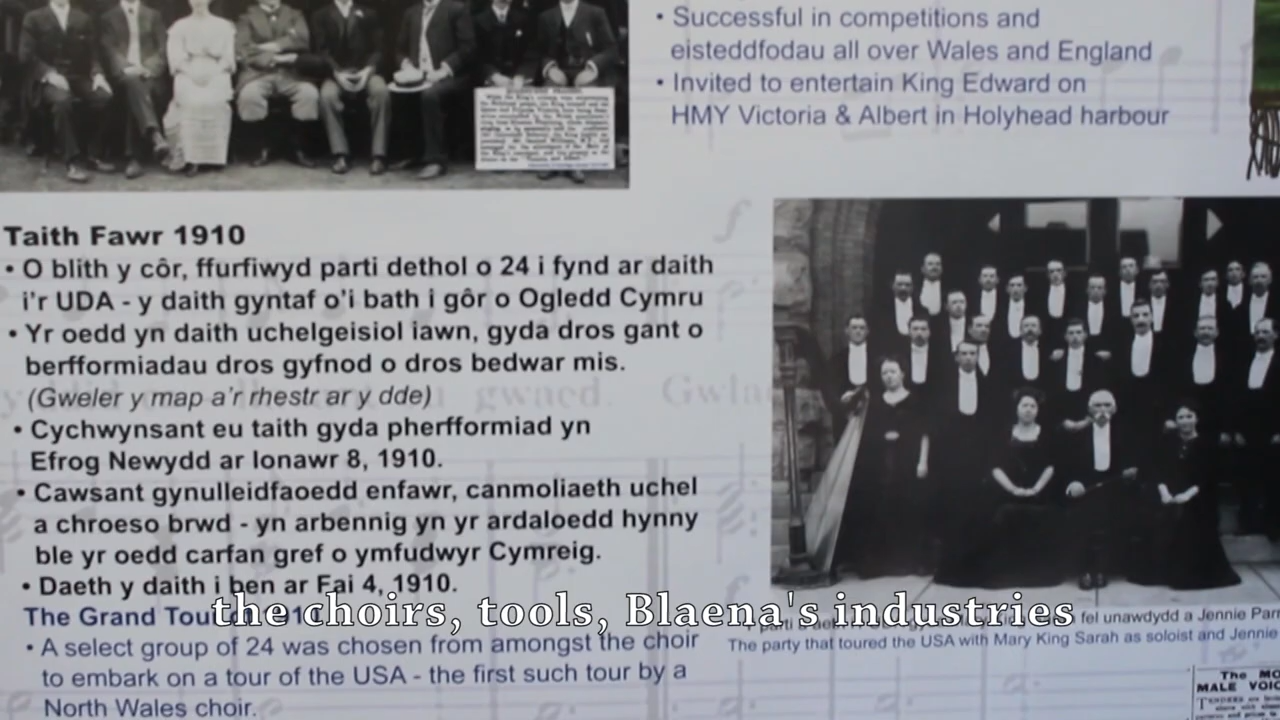 • Successful in competitions and
eisteddfodau all over Wales and England
• Invited to entertain King Edward on
HMY Victoria & Albert in Holyhead harbour
Taith Fawr 1910
• O blith y côr, ffurfiwyd parti dethol o 24 i fynd ar daith
i'r UDA - y daith gyntaf o'i bath i gôr o Ogledd Cymru
• Yr oedd yn daith uchelgeisiol iawn, gyda dros gant o
berfformiadau dros gyfnod o dros bedwar mis.
(Gweler y map a'r rhestr ar y dde)
• Cychwynsant eu taith gyda pherfformiad yn
Efrog Newydd ar Ionawr 8, 1910.
• Cawsant gynulleidfaoedd enfawr, canmoliaeth uchel
a chroeso brwd - yn arbennig yn yr ardaloedd hynny
ble yr oedd carfan gref o ymfudwyr Cymreig.
• Daeth y daith i ben ar Fai 4, 1910.
The Grand Tour
• A select group of 24 was chosen from amongst the choir
to embark on a tour of the USA - the first such tour by a
North Wales choir.
fel unawdydd a Jennie
The party that toured the USA with Mary King Sarah as soloist and Jennie
The
MALE
the choirs, tools, Blaena's industries